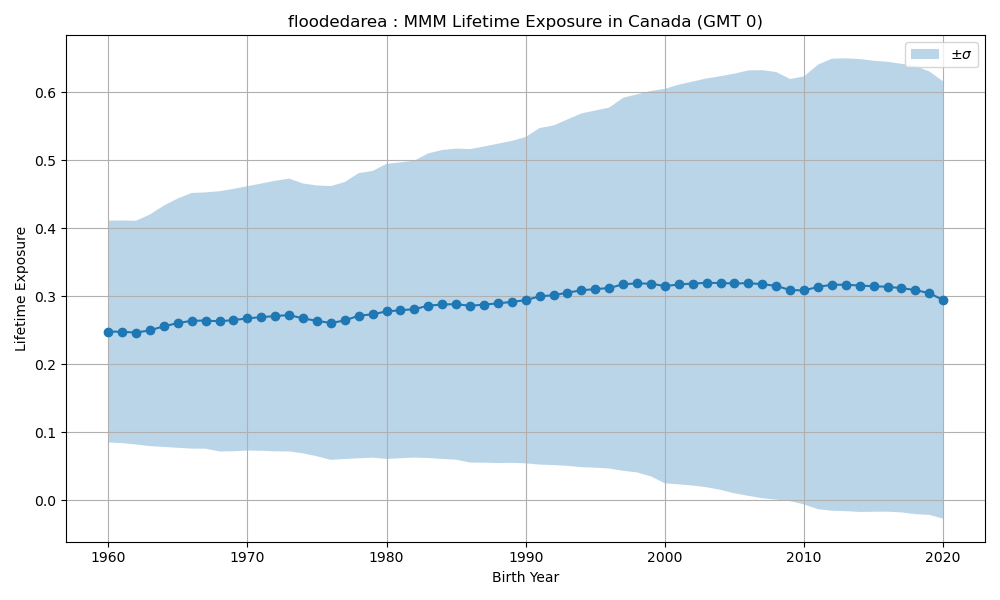 floodedarea : MMM Lifetime Exposure in Canada (GMT 0)
±σ
Lifetime Exposure
0.6
0.5
0.4
0.3
0.2
0.1
0.0
1960 1970 1980 1990 2000 2010 2020
Birth Year